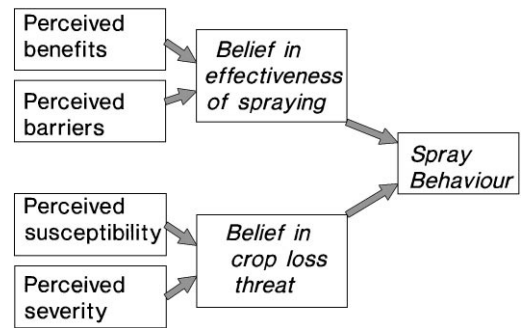 Perceived
benefits
Perceived
barriers
Belief in
effectiveness
of spraying
Perceived
susceptibility
Perceived
severity
Belief in
crop loss
threat
Spray
Behaviour